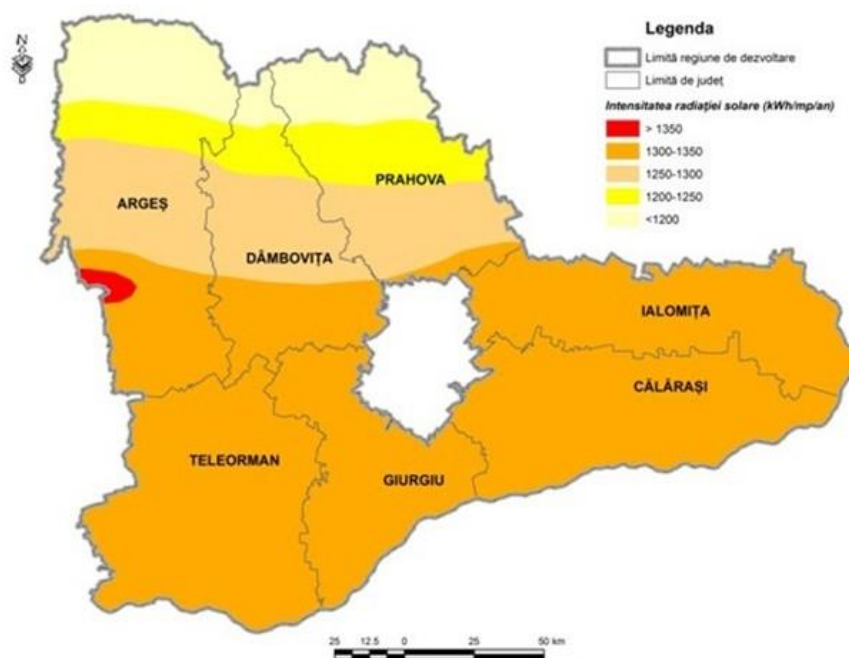 N
Legenda
Limită regiune de dezvoltare
Limită de județ
Intensitatea radiației solare (kWh/mp/an)
> 1350
1300-1350
1250-1300
1200-1250
<1200
PRAHOVA
ARGEȘ
DÂMBOVIȚA
IALOMIȚA
CĂLĂRAȘI
TELEORMAN
GIURGIU
25 12.5 0 25 50 km